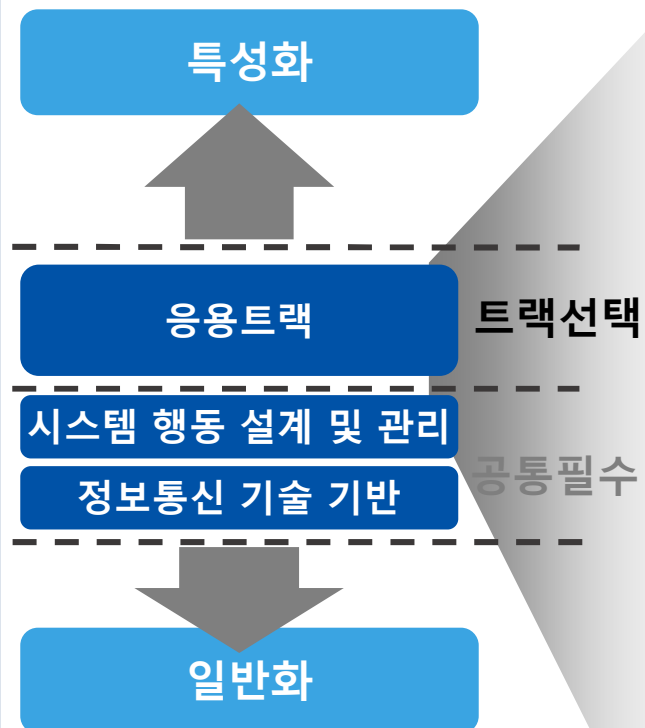 특성화
응용트랙
트랙선택
시스템 행동 설계 및 관리
정보통신 기술 기반
공통필수
일반화